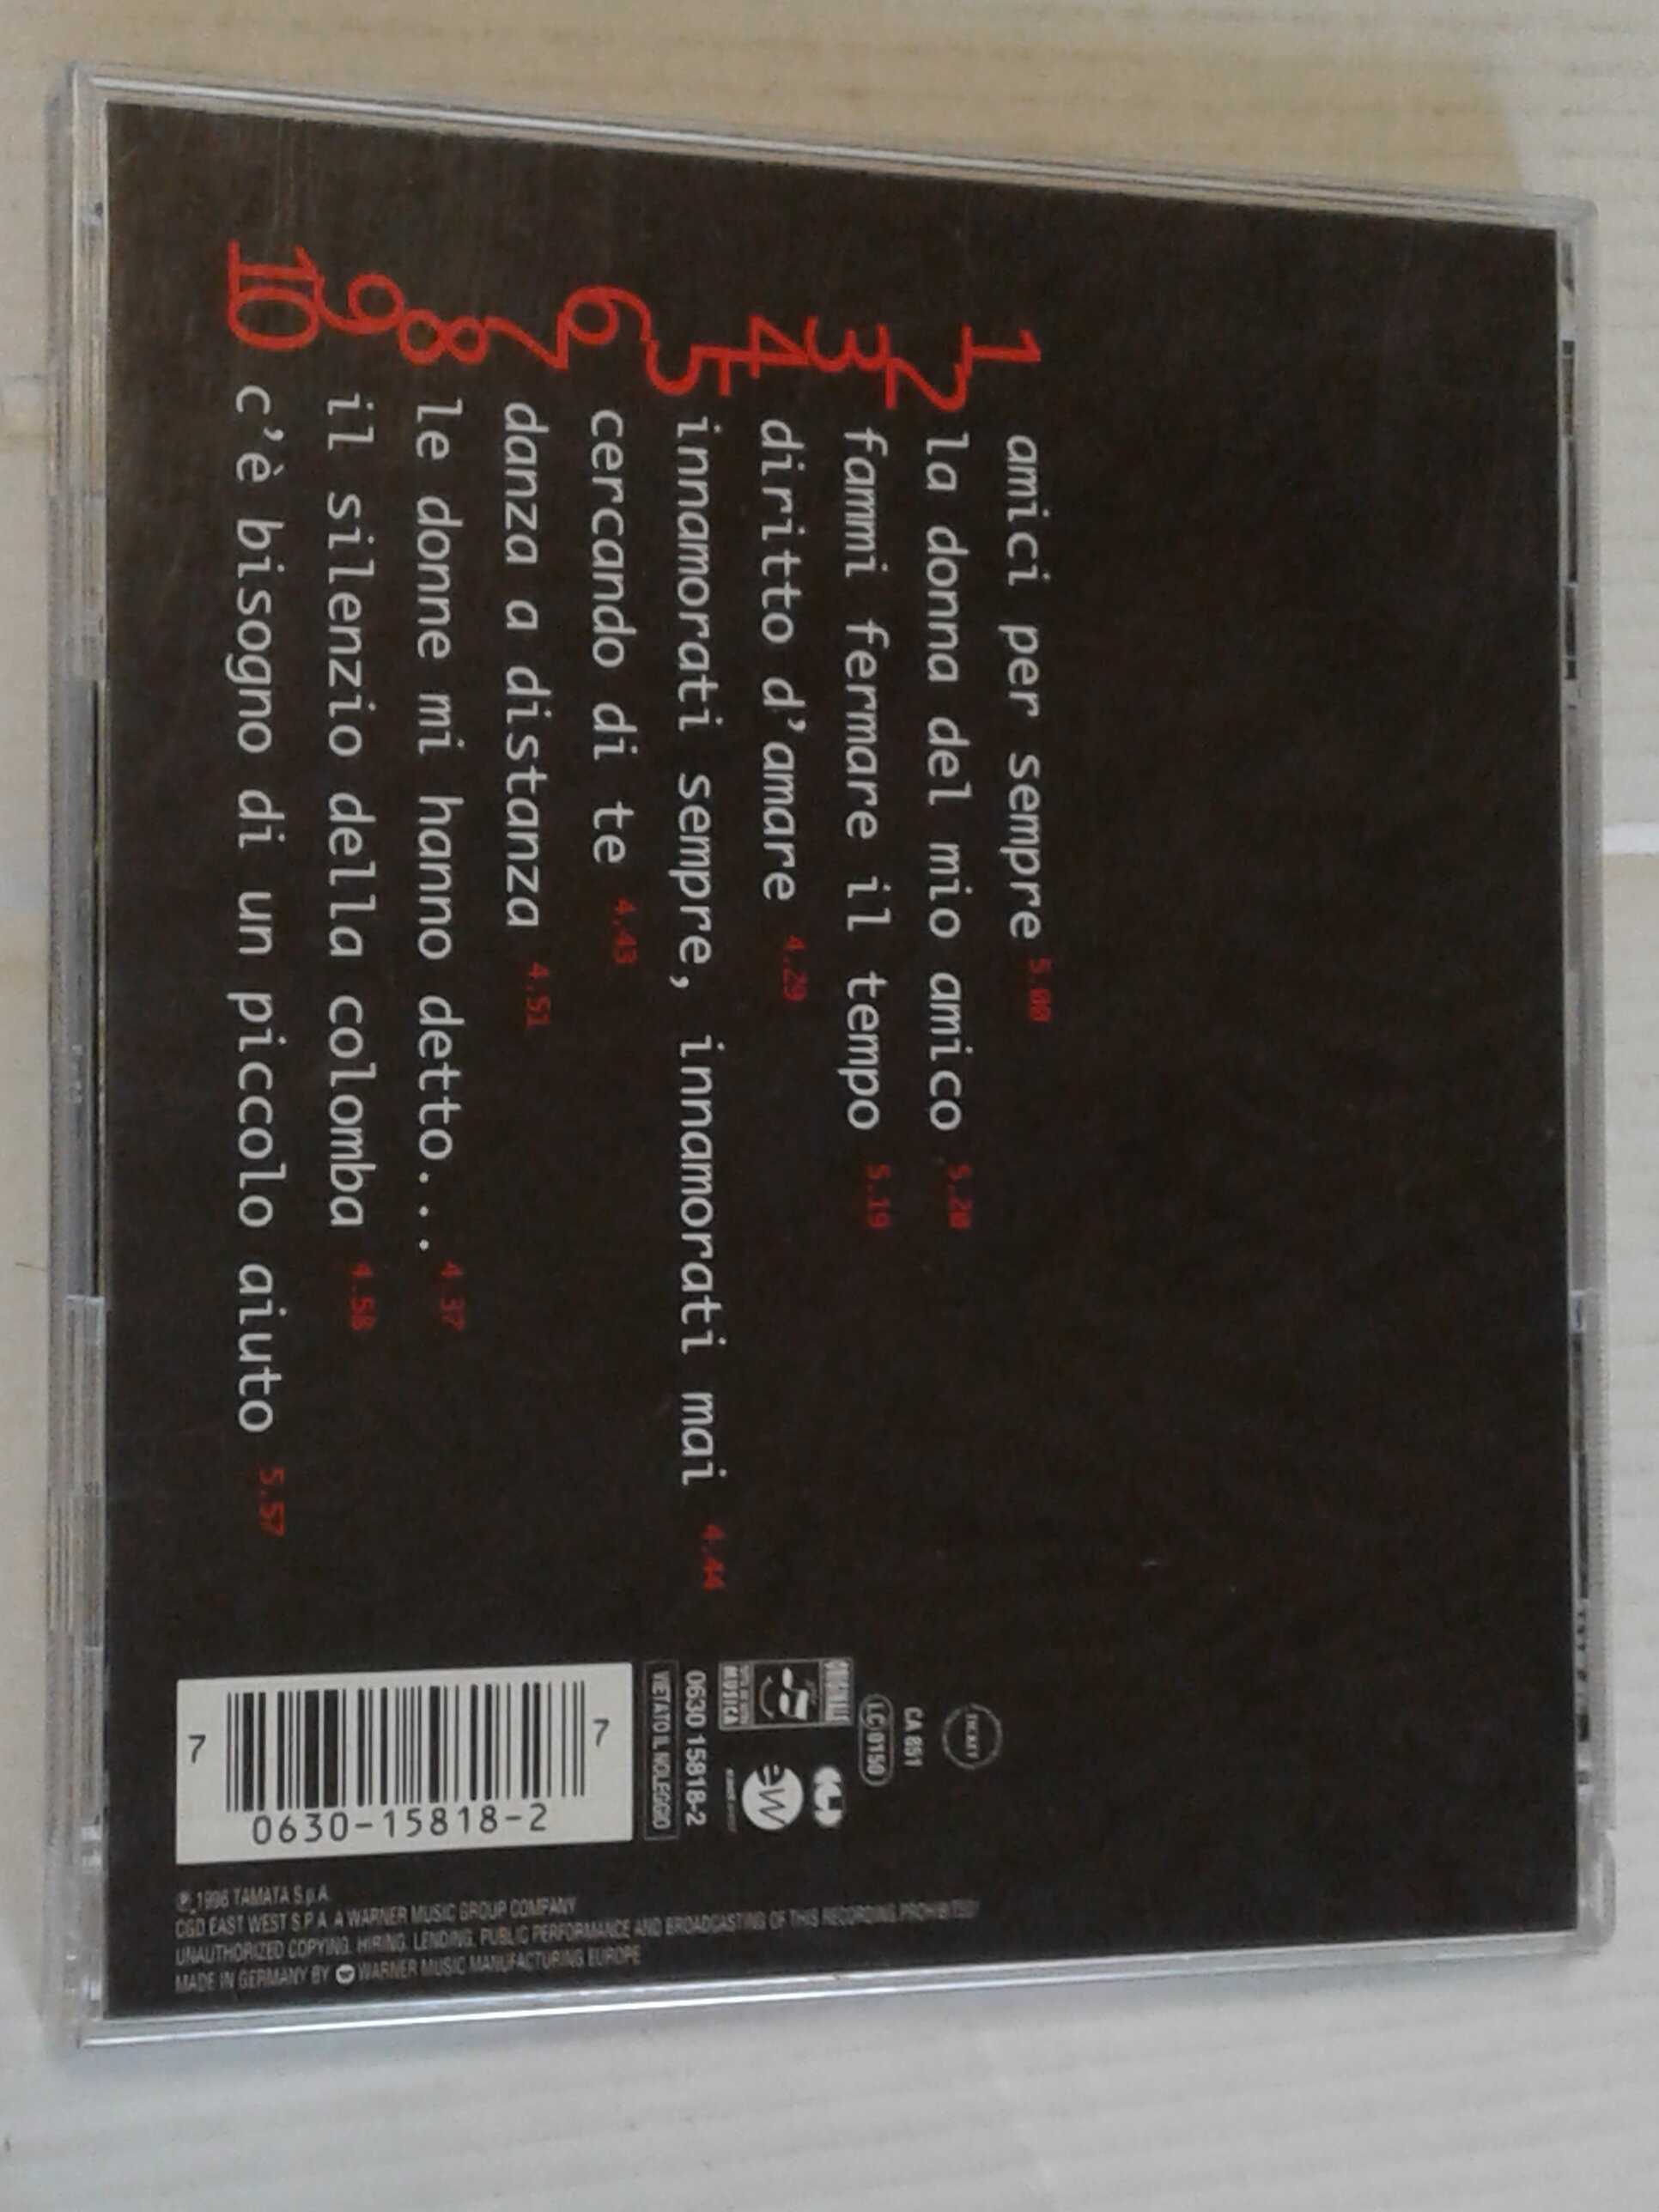 1 amici per sempre 5.00
2 la donna del mio amico 5.20
3 fammi fermare il tempo 5.19
4 diritto d'amare 4.29
5 innamorati sempre, innamorati mai 4.44
6 cercando di te 4.43
7 danza a distanza 4.51
8 le donne mi hanno detto... 4.37
9 il silenzio della colomba 4.58
10 c'è bisogno di un piccolo aiuto 5.57
TICKET
CA 851
LC 0150
ORIGINALE
MUSICA
ew
0630 15818-2
VIETATO IL NOLEGGIO
7 7
0630-15818-2
℗ 1996 TAMATA S.p.A.
CGD EAST WEST S.P.A. A WARNER MUSIC GROUP COMPANY
UNAUTHORIZED COPYING, HIRING, LENDING, PUBLIC PERFORMANCE AND BROADCASTING OF THIS RECORDING PROHIBITED
MADE IN GERMANY BY WARNER MUSIC MANUFACTURING EUROPE